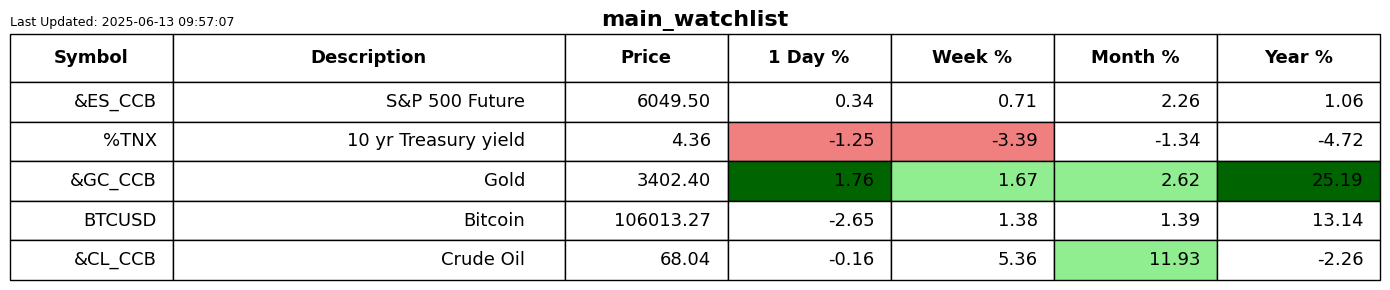 Last Updated: 2025-06-13 09:57:07
main_watchlist
Symbol Description Price 1 Day % Week % Month % Year %
&ES_CCB S&P 500 Future 6049.50 0.34 0.71 2.26 1.06
%TNX 10 yr Treasury yield 4.36 -1.25 -3.39 -1.34 -4.72
&GC_CCB Gold 3402.40 1.76 1.67 2.62 25.19
BTCUSD Bitcoin 106013.27 -2.65 1.38 1.39 13.14
&CL_CCB Crude Oil 68.04 -0.16 5.36 11.93 -2.26